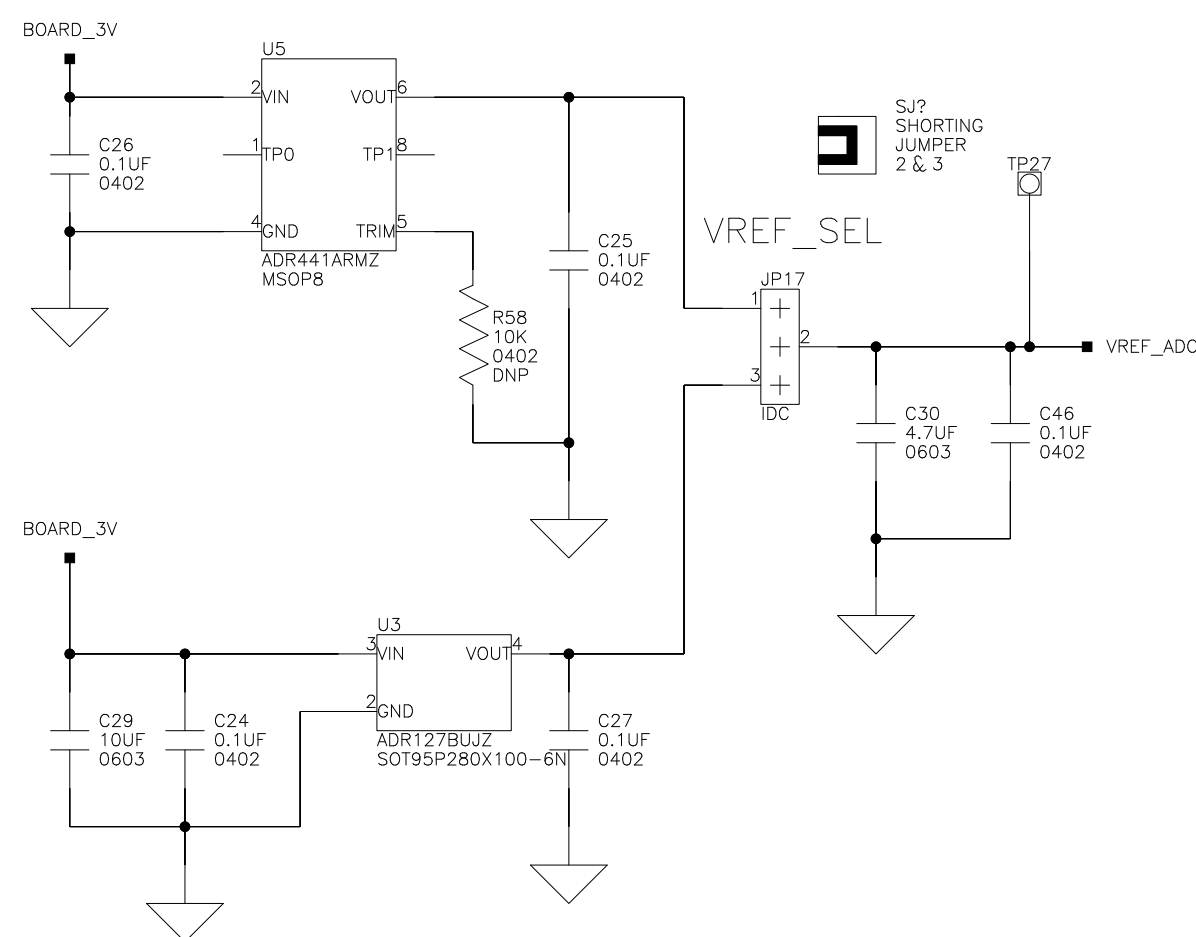 BOARD_3V
U5
2
VIN
VOUT
6
1
TP0
TP1
8
4
GND
TRIM
5
ADR441ARMZ
MSOP8
C26
0.1UF
0402
C25
0.1UF
0402
R58
10K
0402
DNP
SJ?
SHORTING
JUMPER
2 & 3
TP27
VREF_SEL
JP17
1
2
3
IDC
VREF_ADC
C30
4.7UF
0603
C46
0.1UF
0402
BOARD_3V
U3
3
VIN
VOUT
4
2
GND
ADR127BUJZ
SOT95P280X100-6N
C29
10UF
0603
C24
0.1UF
0402
C27
0.1UF
0402